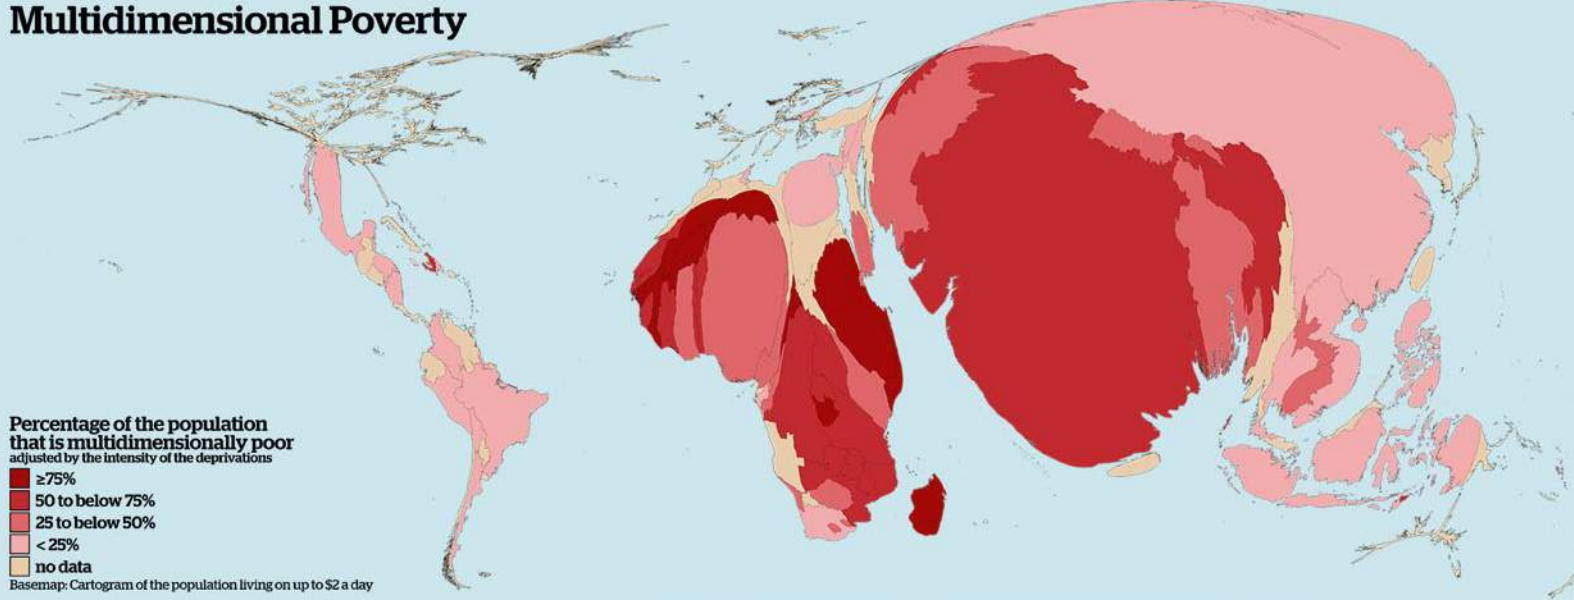 Multidimensional Poverty
Percentage of the population
that is multidimensionally poor
adjusted by the intensity of the deprivations
≥75%
50 to below 75%
25 to below 50%
< 25%
no data
Basemap: Cartogram of the population living on up to $2 a day